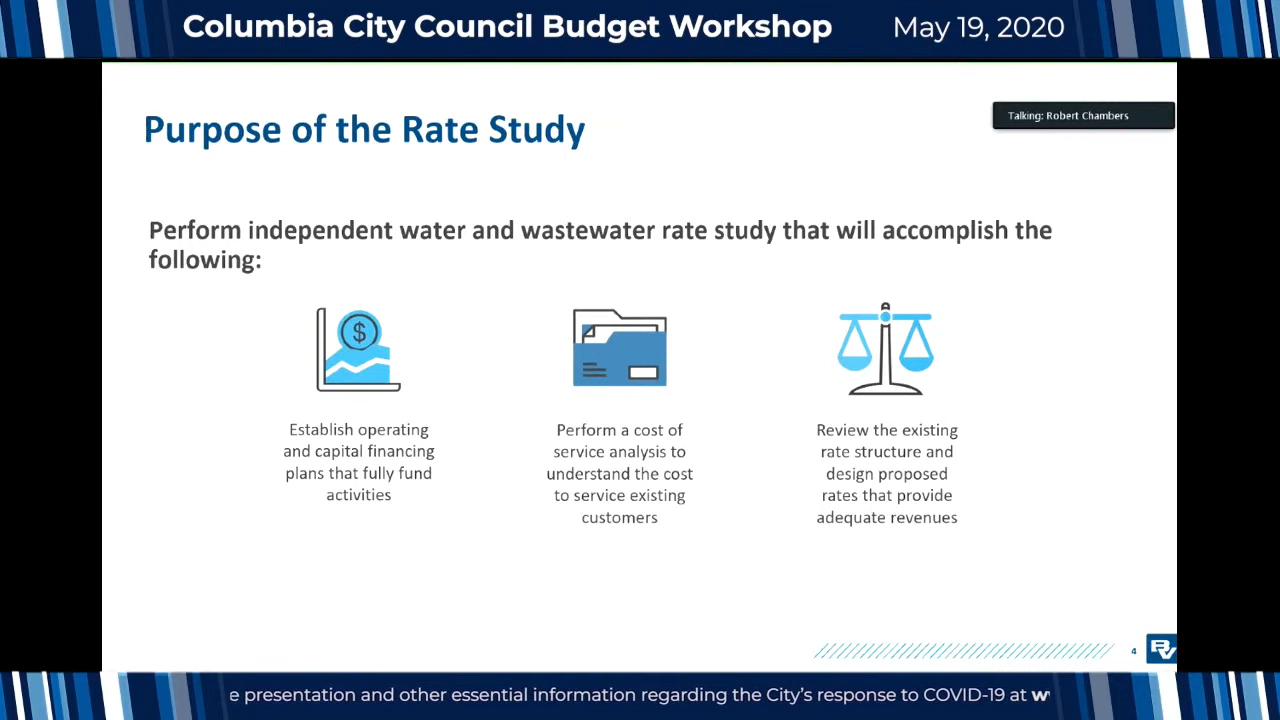 Columbia City Council Budget Workshop May 19, 2020
Purpose of the Rate Study
Talking: Robert Chambers
Perform independent water and wastewater rate study that will accomplish the
following:
$
Establish operating
and capital financing
plans that fully fund
activities
Perform a cost of
service analysis to
understand the cost
to service existing
customers
Review the existing
rate structure and
design proposed
rates that provide
adequate revenues
4
BV
e presentation and other essential information regarding the City's response to COVID-19 at w